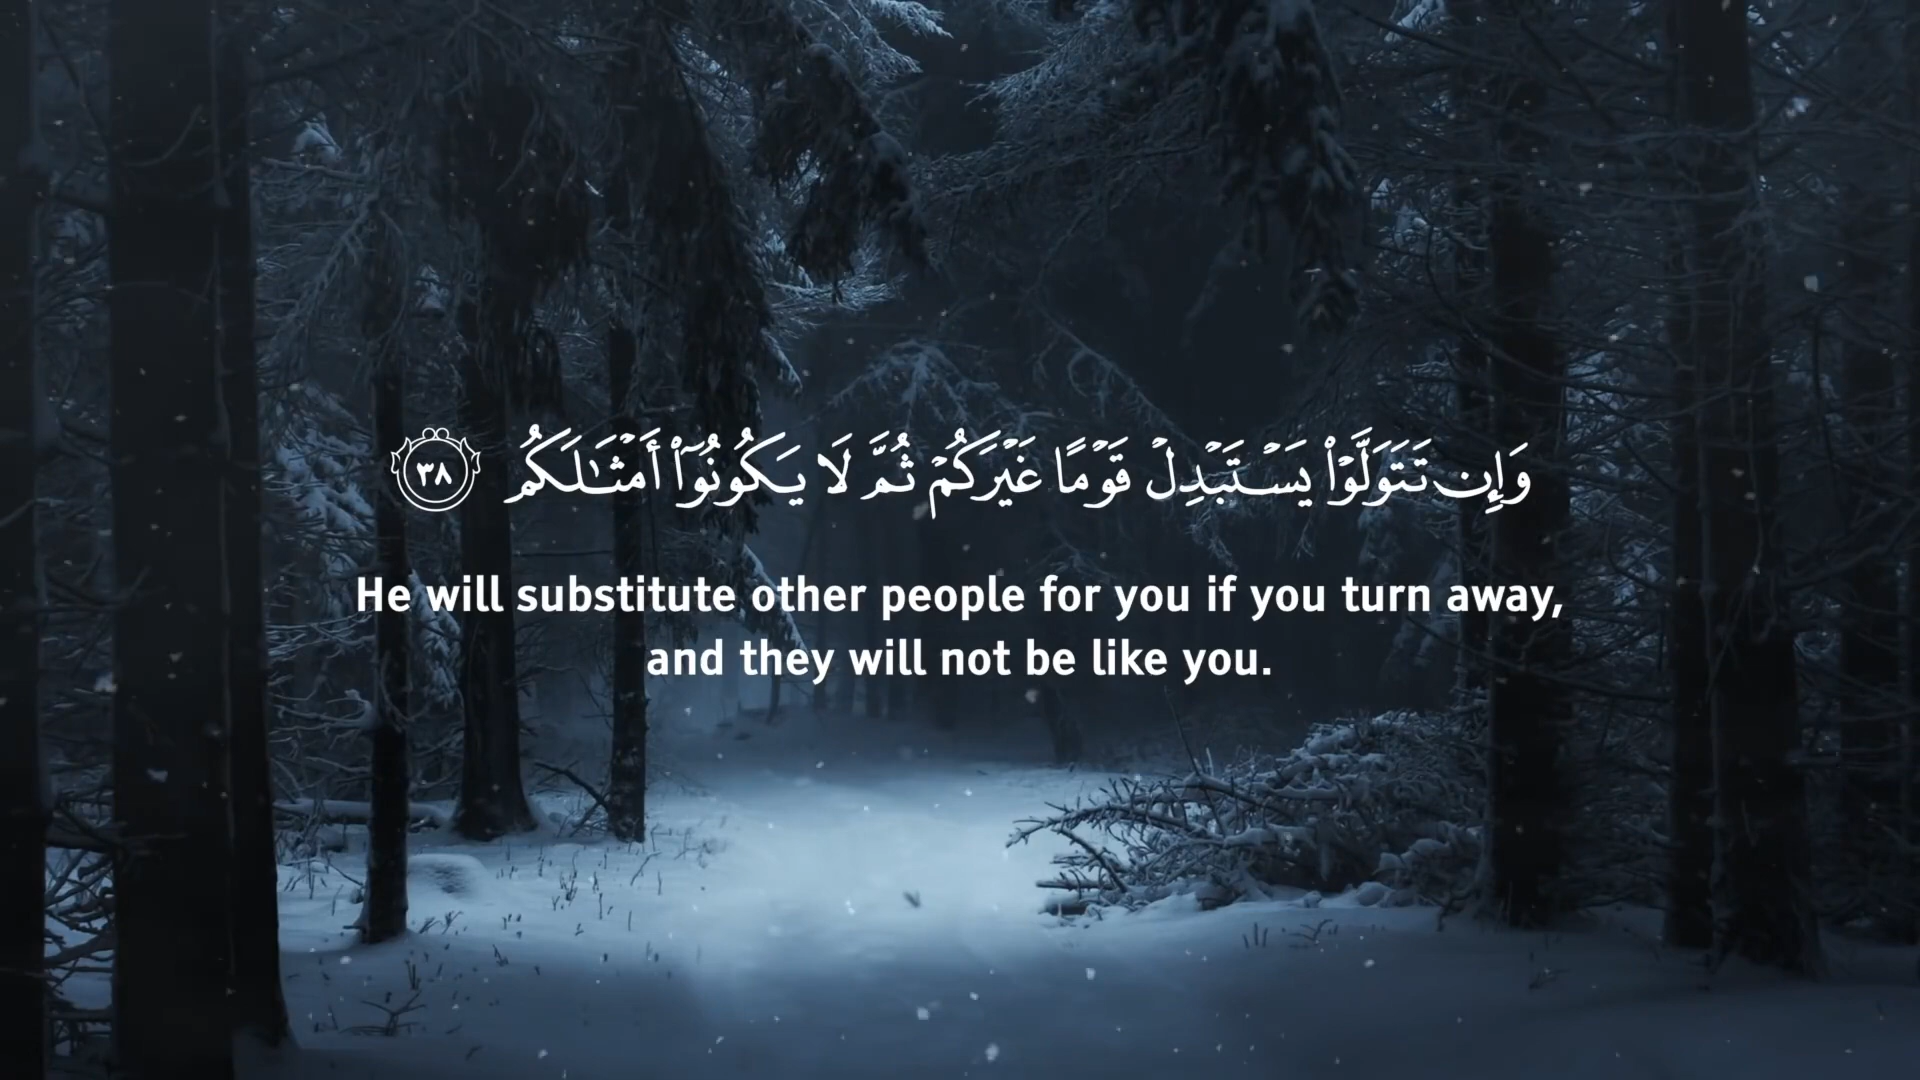 وَإِن تَتَوَلَّوْا۟ يَسْتَبْدِلْ قَوْمًا غَيْرَكُمْ ثُمَّ لَا يَكُونُوٓا۟ أَمْثَـٰلَكُم ٣٨
He will substitute other people for you if you turn away,
and they will not be like you.